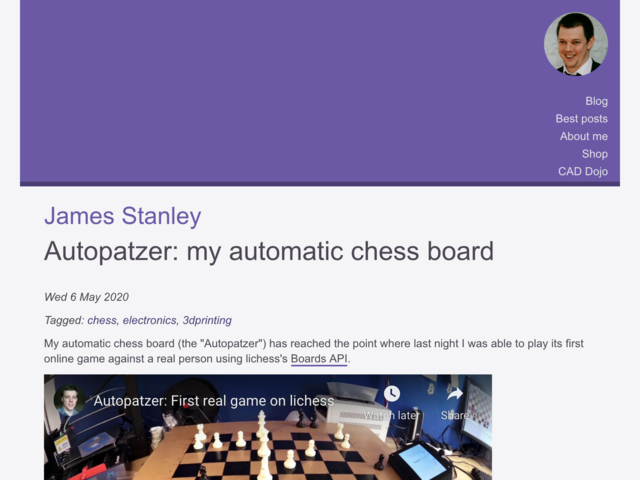 Blog
Best posts
About me
Shop
CAD Dojo
James Stanley
Autopatzer: my automatic chess board
Wed 6 May 2020
Tagged: chess, electronics, 3dprinting
My automatic chess board (the "Autopatzer") has reached the point where last night I was able to play its first
online game against a real person using lichess's Boards API.
Autopatzer: First real game on lichess
Watch later
Share